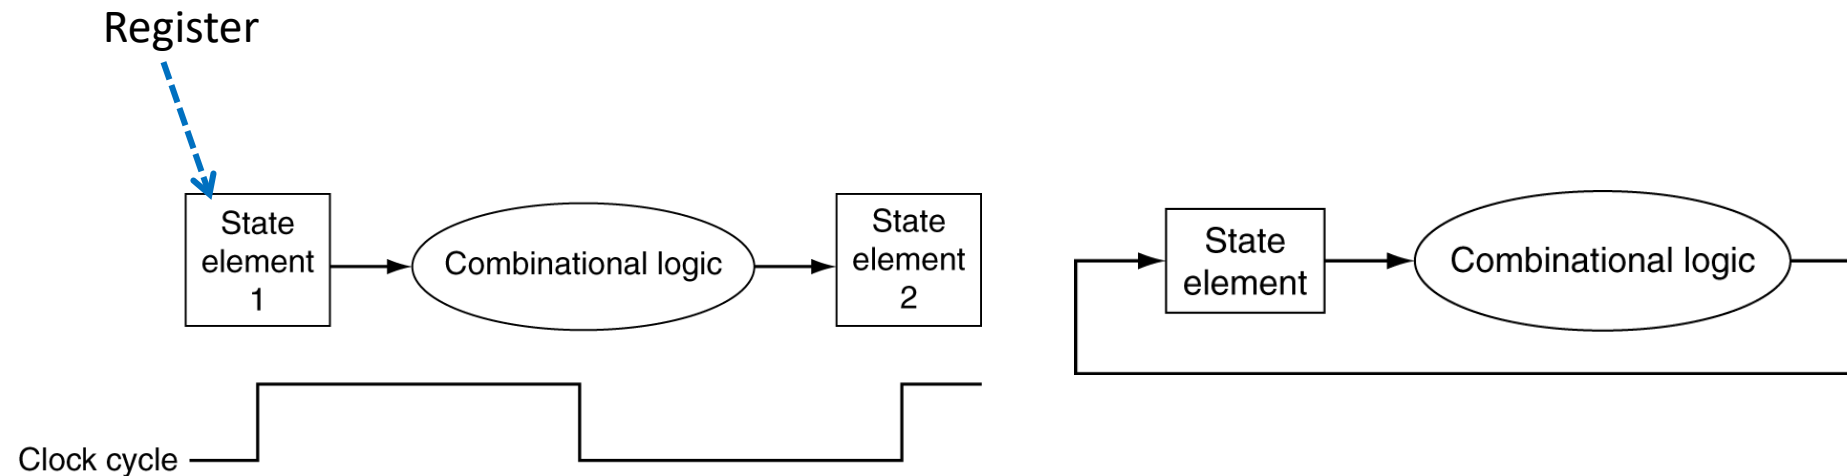 Register
State
element
1
Combinational logic
State
element
2
Clock cycle
State
element
Combinational logic